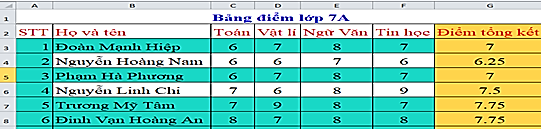 A B C D E F G
1 Bảng điểm lớp 7A
2 STT Họ và tên Toán Vật lí Ngữ Văn Tin học Điểm tổng kết
3 1 Đoàn Mạnh Hiệp 6 7 8 7 7
4 2 Nguyễn Hoàng Nam 6 6 7 6 6.25
5 3 Phạm Hà Phương 6 7 8 7 7
6 4 Nguyễn Linh Chi 7 6 8 9 7.5
7 5 Trương Mỹ Tâm 7 9 8 7 7.75
8 6 Đinh Vạn Hoàng An 8 7 8 8 7.75